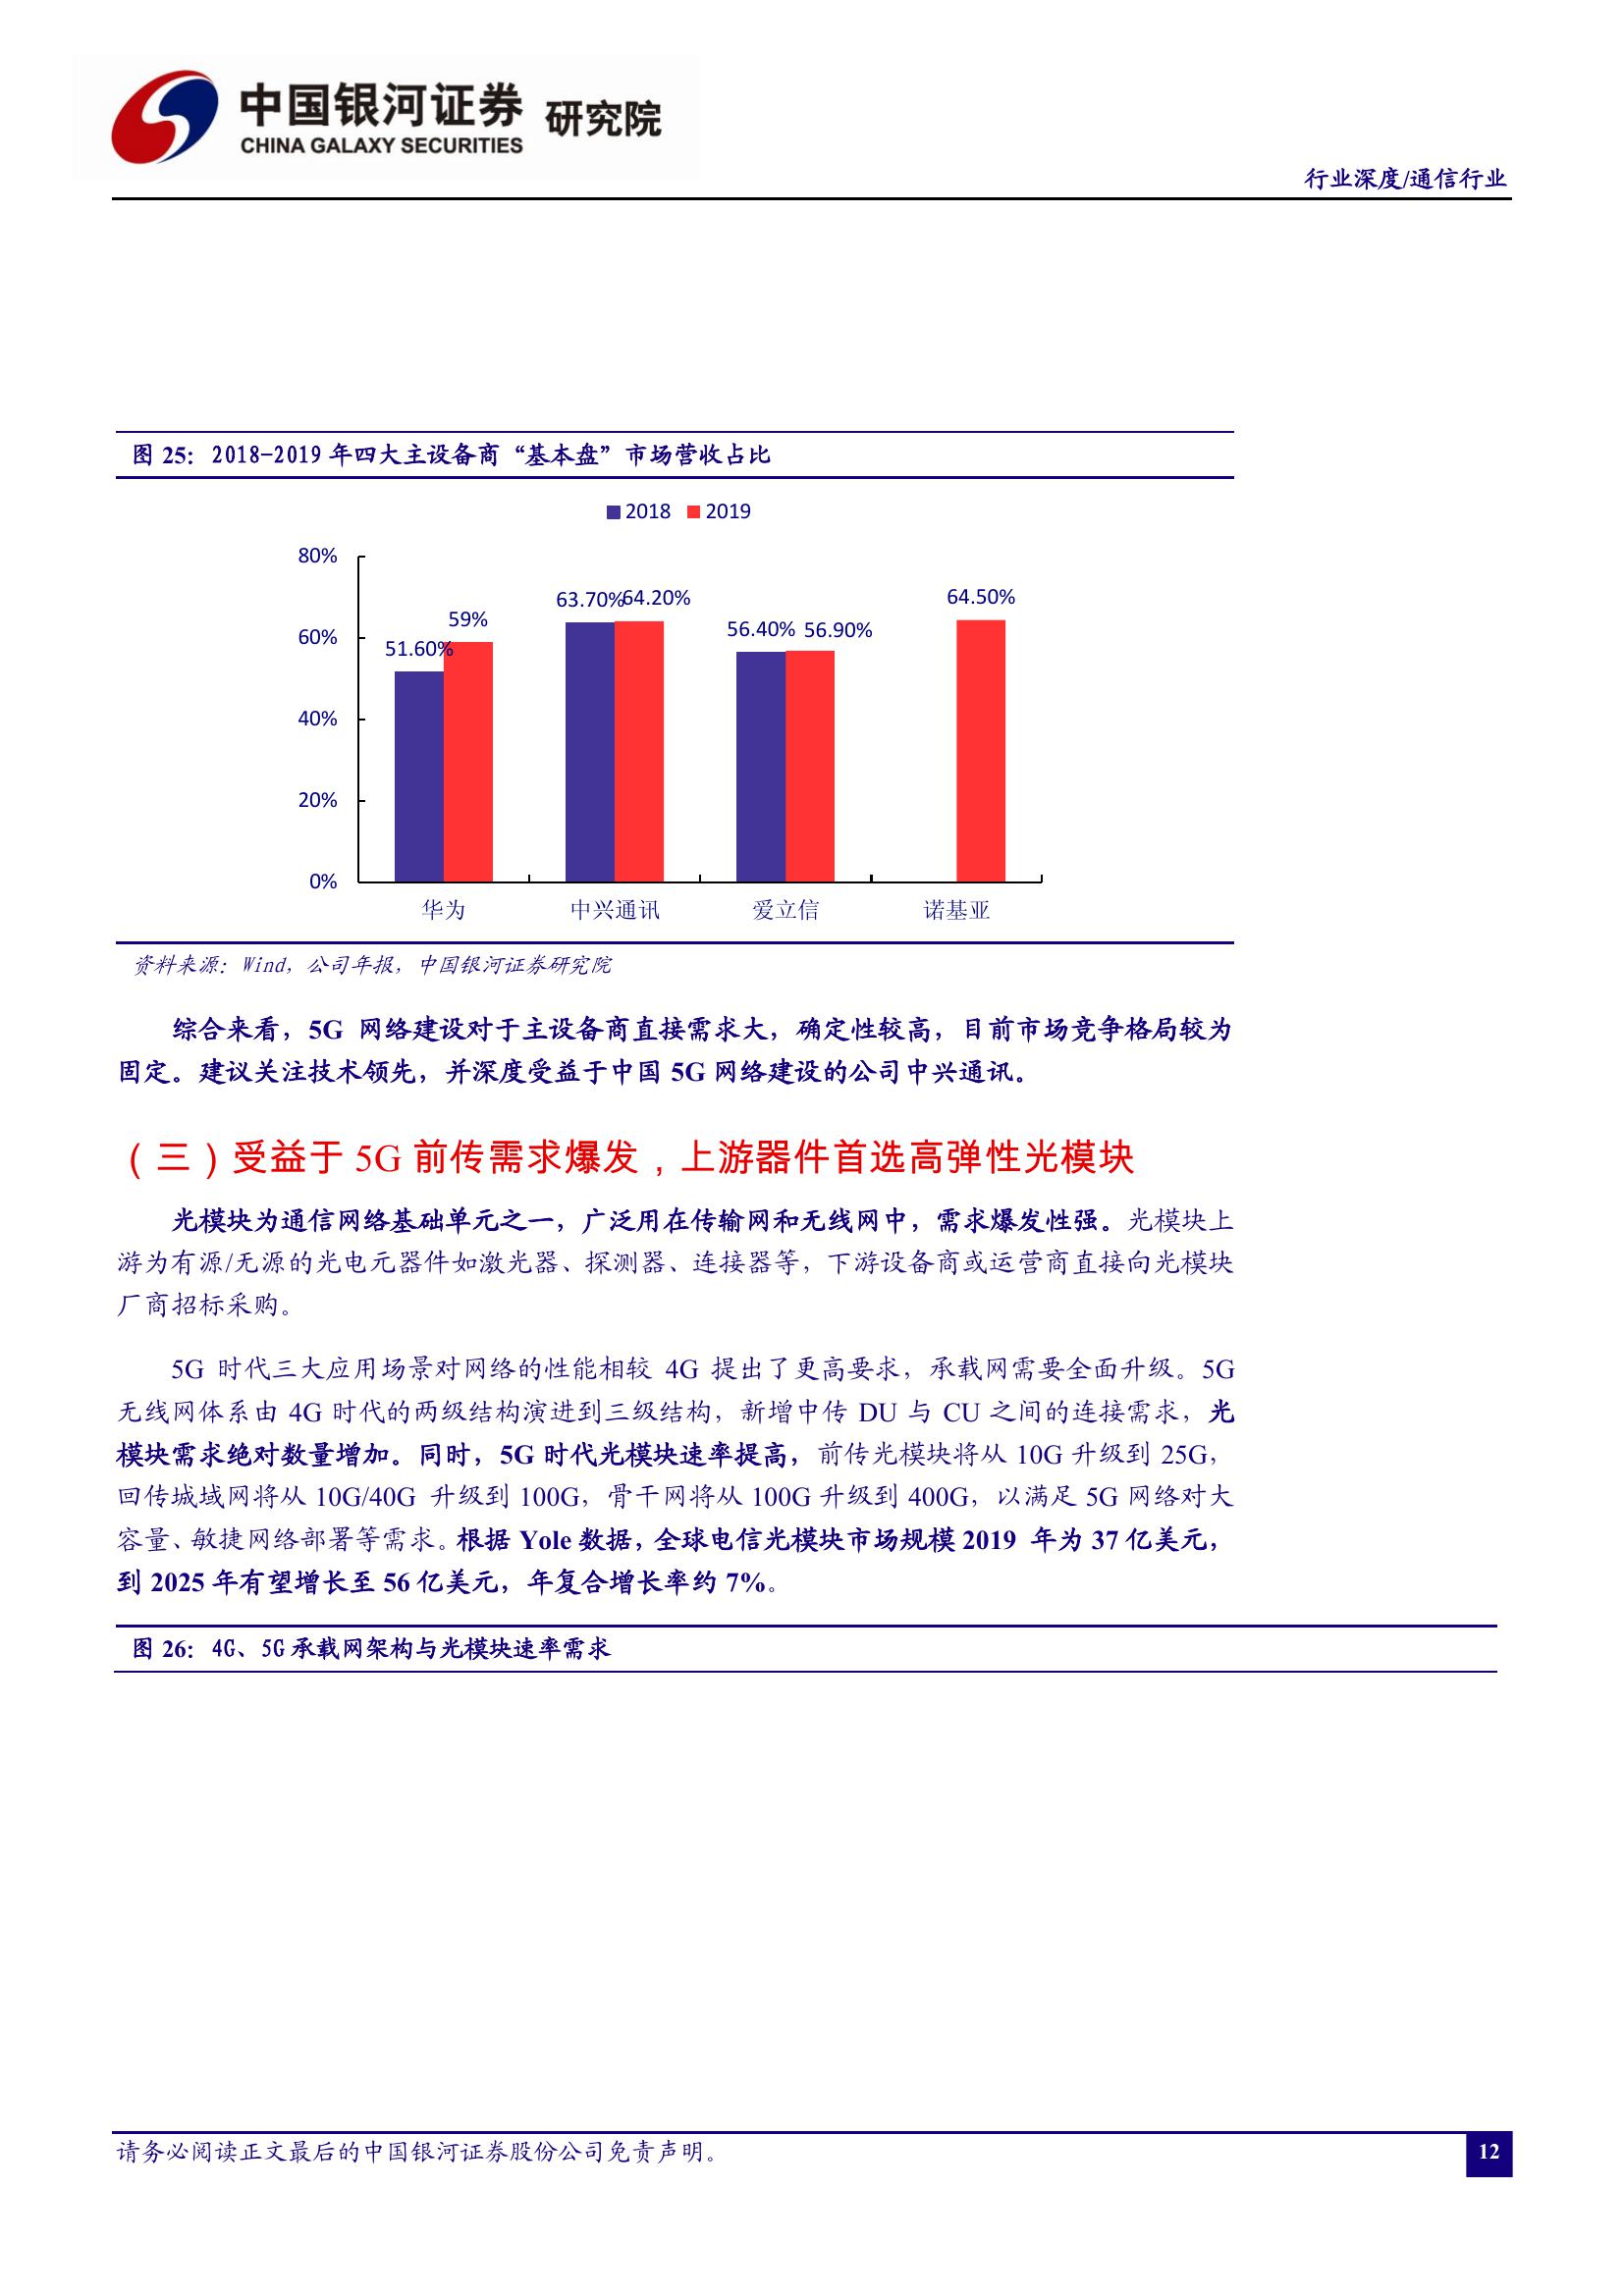 中国银河证券 研究院
CHINA GALAXY SECURITIES
行业深度/通信行业
图 25：2018-2019 年四大主设备商“基本盘”市场营收占比
2018 2019
80%
60%
40%
20%
0%
51.60%
59%
63.70%
64.20%
56.40%
56.90%
64.50%
华为 中兴通讯 爱立信 诺基亚
资料来源：Wind，公司年报，中国银河证券研究院
综合来看，5G 网络建设对于主设备商直接需求大，确定性较高，目前市场竞争格局较为
固定。建议关注技术领先，并深度受益于中国 5G 网络建设的公司中兴通讯。
（三）受益于 5G 前传需求爆发，上游器件首选高弹性光模块
光模块为通信网络基础单元之一，广泛用在传输网和无线网中，需求爆发性强。光模块上
游为有源/无源的光电元器件如激光器、探测器、连接器等，下游设备商或运营商直接向光模块
厂商招标采购。
5G 时代三大应用场景对网络的性能相较 4G 提出了更高要求，承载网需要全面升级。5G
无线网体系由 4G 时代的两级结构演进到三级结构，新增中传 DU 与 CU 之间的连接需求，光
模块需求绝对数量增加。同时，5G 时代光模块速率提高，前传光模块将从 10G 升级到 25G，
回传城域网将从 10G/40G 升级到 100G，骨干网将从 100G 升级到 400G，以满足 5G 网络对大
容量、敏捷网络部署等需求。根据 Yole 数据，全球电信光模块市场规模 2019 年为 37 亿美元，
到 2025 年有望增长至 56 亿美元，年复合增长率约 7%。
图 26：4G、5G 承载网架构与光模块速率需求
请务必阅读正文最后的中国银河证券股份公司免责声明。
12